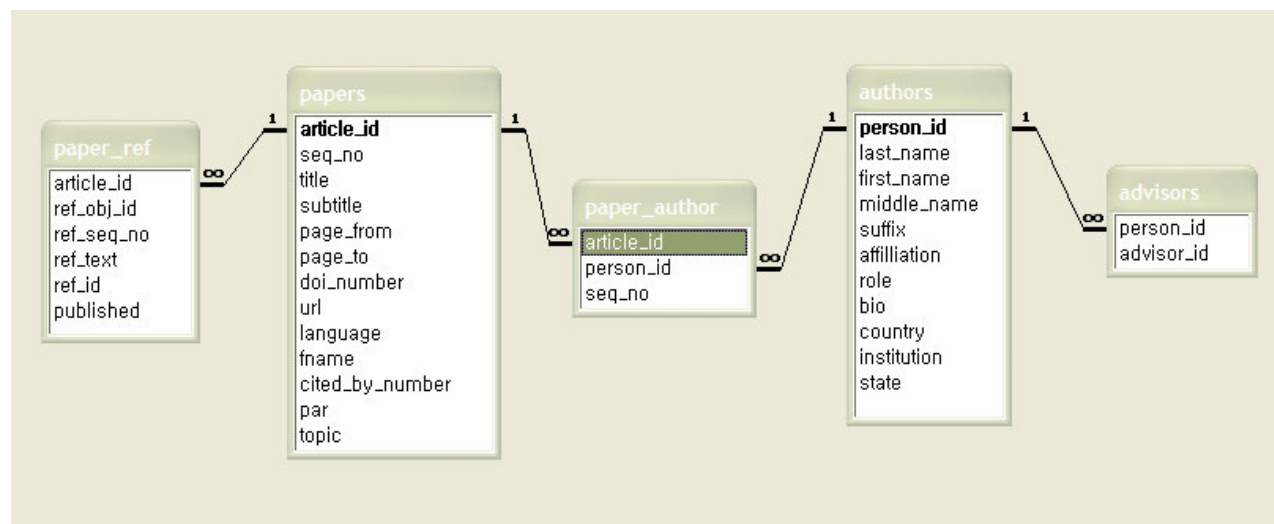 paper_ref
article_id
ref_obj_id
ref_seq_no
ref_text
ref_id
published
∞
1
papers
article_id
seq_no
title
subtitle
page_from
page_to
doi_number
url
language
fname
cited_by_number
par
topic
1
∞
paper_author
article_id
person_id
seq_no
∞
1
authors
person_id
last_name
first_name
middle_name
suffix
affilliation
role
bio
country
institution
state
1
∞
advisors
person_id
advisor_id